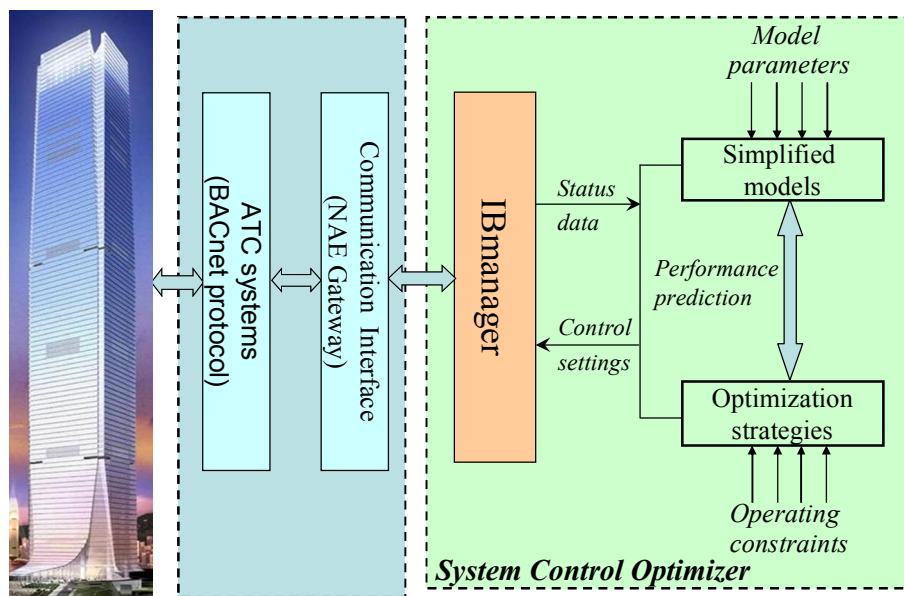 ATC systems
(BACnet protocol)
Communication Interface
(NAE Gateway)
IBmanager
Status
data
Control
settings
Model
parameters
Simplified
models
Performance
prediction
Optimization
strategies
Operating
constraints
System Control Optimizer